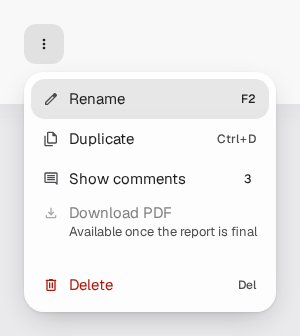 Rename F2
Duplicate Ctrl+D
Show comments 3
Download PDF
Available once the report is final
Delete Del